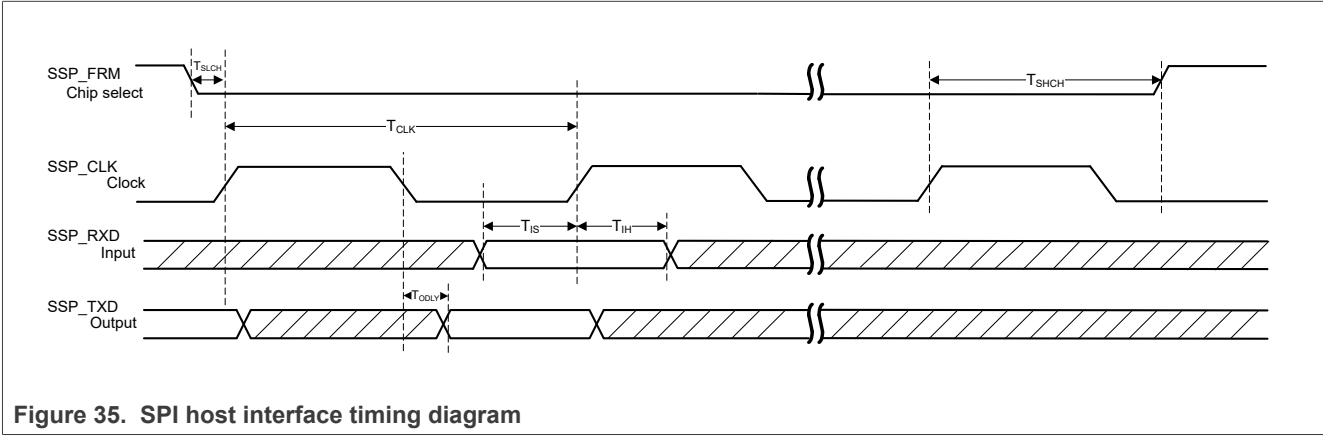 SSP_FRM
Chip select
TSLCH
TSHCH
TCLK
SSP_CLK
Clock
TIS
TIH
SSP_RXD
Input
SSP_TXD
Output
TODLY
Figure 35. SPI host interface timing diagram